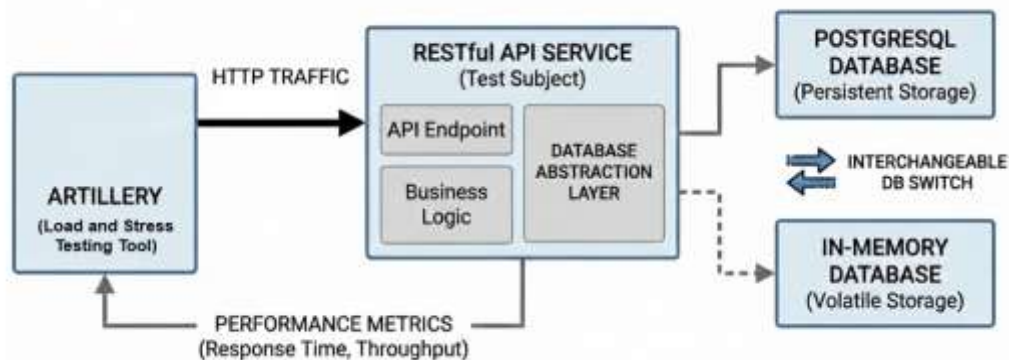 HTTP TRAFFIC
ARTILLERY
(Load and Stress
Testing Tool)
RESTful API SERVICE
(Test Subject)
API Endpoint
Business
Logic
DATABASE
ABSTRACTION
LAYER
POSTGRESQL
DATABASE
(Persistent Storage)
INTERCHANGEABLE
DB SWITCH
IN-MEMORY
DATABASE
(Volatile Storage)
PERFORMANCE METRICS
(Response Time, Throughput)